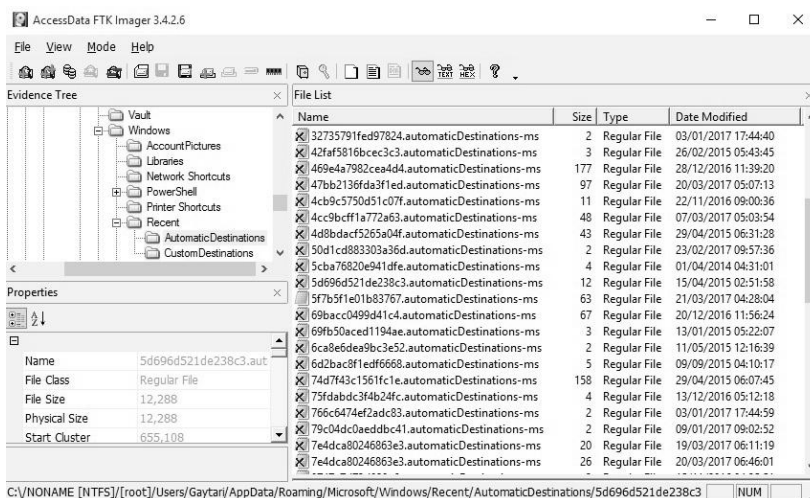 AccessData FTK Imager 3.4.2.6
File View Mode Help
Evidence Tree
Vault
Windows
AccountPictures
Libraries
Network Shortcuts
PowerShell
Printer Shortcuts
Recent
AutomaticDestinations
CustomDestinations
Properties
Name 5d696d521de238c3.aut
File Class Regular File
File Size 12,288
Physical Size 12,288
Start Cluster 655,108
File List
Name Size Type Date Modified
32735791fed97824.automaticDestinations-ms 2 Regular File 03/01/2017 17:44:40
42faf5816bcec3c3.automaticDestinations-ms 3 Regular File 26/02/2015 05:43:45
469e4a7982cea4d4.automaticDestinations-ms 177 Regular File 28/12/2016 11:39:20
47bb2136fda3f1ed.automaticDestinations-ms 97 Regular File 20/03/2017 05:07:13
4cb9c5750d51c07f.automaticDestinations-ms 11 Regular File 22/11/2016 09:00:36
4cc9bcff1a772a63.automaticDestinations-ms 48 Regular File 07/03/2017 05:03:54
4d8bdacf5265a04f.automaticDestinations-ms 43 Regular File 29/04/2015 06:31:28
50d1cd883303a36d.automaticDestinations-ms 2 Regular File 23/02/2017 09:57:36
5cba76820e941dfe.automaticDestinations-ms 4 Regular File 01/04/2014 04:31:01
5d696d521de238c3.automaticDestinations-ms 12 Regular File 15/04/2015 02:51:58
5f7b5f1e01b83767.automaticDestinations-ms 63 Regular File 21/03/2017 04:28:04
69bacc0499d41c4.automaticDestinations-ms 67 Regular File 20/12/2016 11:56:24
69fb50aced1194ae.automaticDestinations-ms 3 Regular File 13/01/2015 05:22:07
6ca8e6dea9bc3e52.automaticDestinations-ms 2 Regular File 11/05/2015 12:16:39
6d2bac8f1edf6668.automaticDestinations-ms 5 Regular File 09/09/2015 04:10:17
74d7f43c1561fc1e.automaticDestinations-ms 158 Regular File 29/04/2015 06:07:45
75fdabdc3f4b24fc.automaticDestinations-ms 4 Regular File 13/12/2016 05:12:18
766c6474ef2adc83.automaticDestinations-ms 2 Regular File 03/01/2017 17:44:59
79c04dc0aeddbc41.automaticDestinations-ms 2 Regular File 09/01/2017 09:02:52
7e4dca80246863e3.automaticDestinations-ms 20 Regular File 19/03/2017 06:11:19
7e4dca80246863e3.automaticDestinations-ms 26 Regular File 20/03/2017 06:46:01
C:\/NONAME [NTFS]/[root]/Users/Gaytari/AppData/Roaming/Microsoft/Windows/Recent/AutomaticDestinations/5d696d521de238c3 NUM